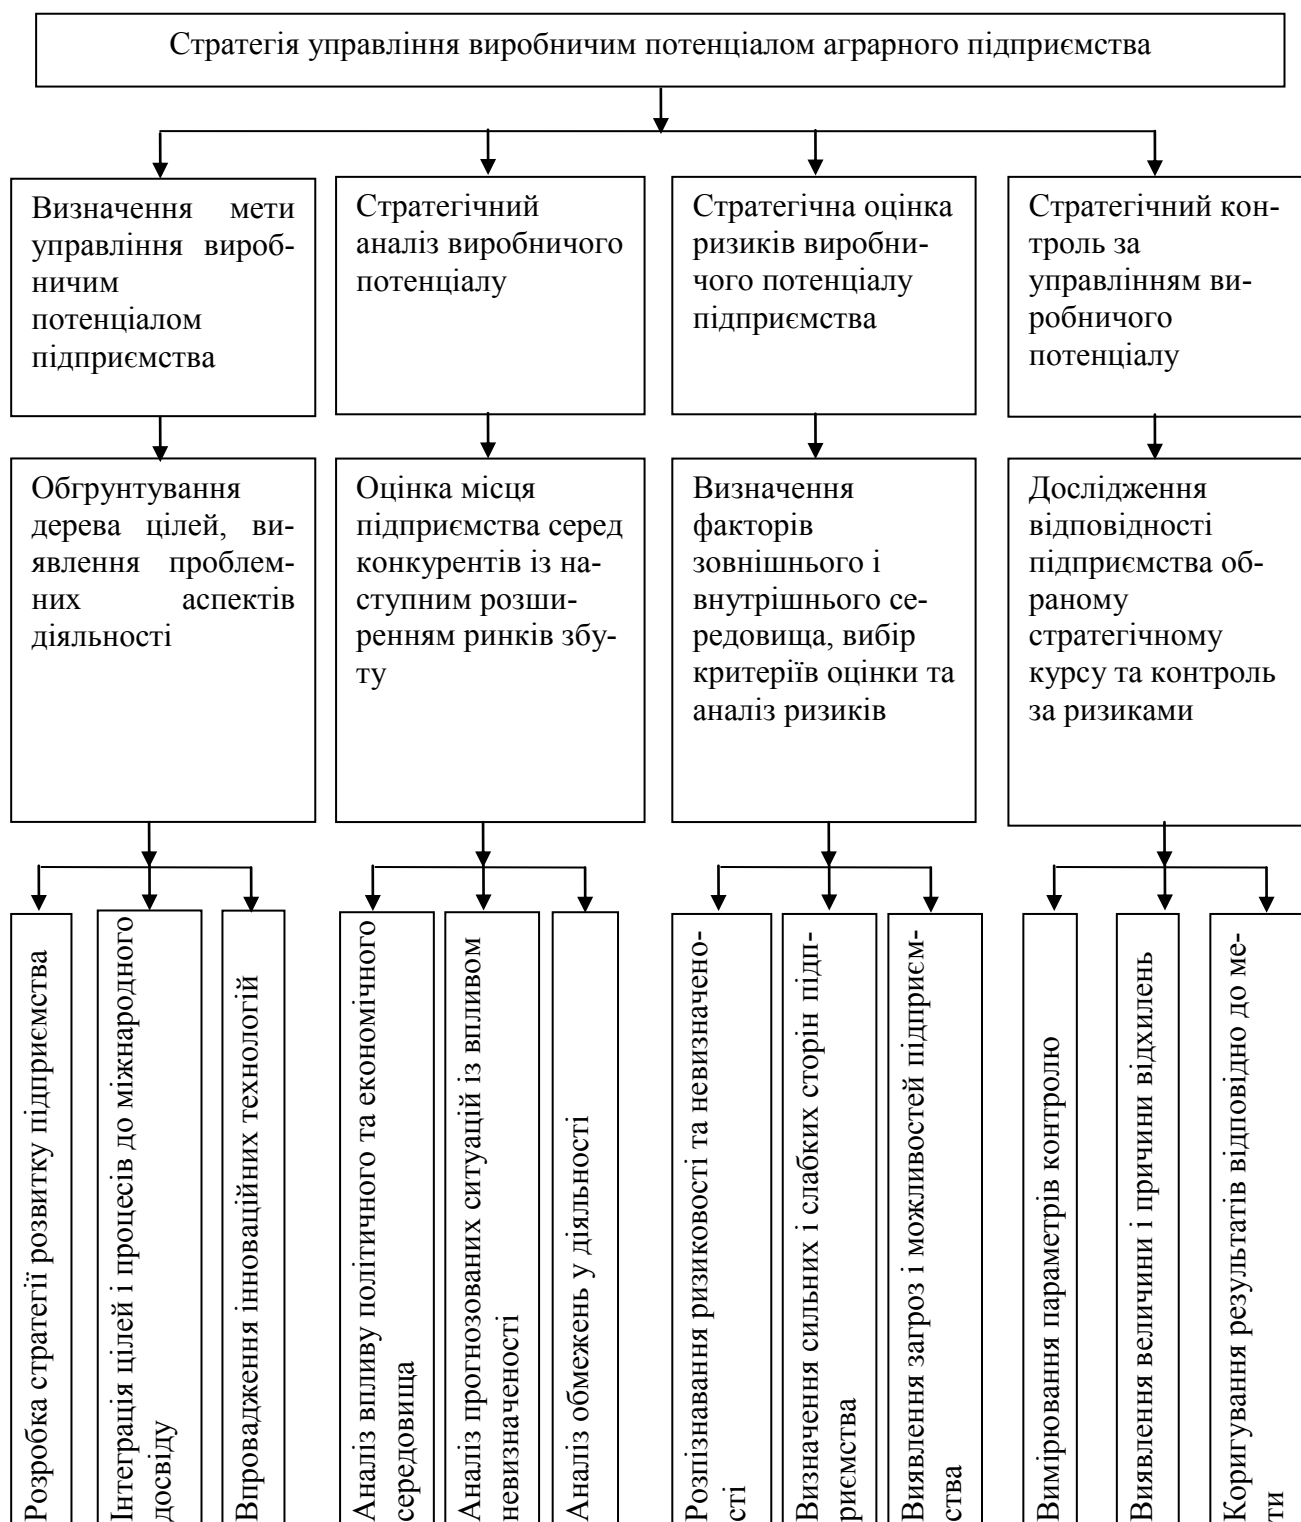 Стратегія управління виробничим потенціалом аграрного підприємства
Визначення мети
управління вироб-
ничим
потенціалом
підприємства
Стратегічний
аналіз виробничого
потенціалу
Стратегічна оцінка
ризиків виробни-
чого потенціалу
підприємства
Стратегічний кон-
троль за
управлінням ви-
робничого
потенціалу
Обгрунтування
дерева цілей, ви-
явлення проблем-
них аспектів
діяльності
Оцінка місця
підприємства серед
конкурентів із на-
ступним розши-
ренням ринків збу-
ту
Визначення
факторів
зовнішнього і
внутрішнього се-
редовища, вибір
критеріїв оцінки та
аналіз ризиків
Дослідження
відповідності
підприємства об-
раному
стратегічному
курсу та контроль
за ризиками
Розробка стратегії розвитку підприємства
Інтеграція цілей і процесів до міжнародного
досвіду
Впровадження інноваційних технологій
Аналіз впливу політичного та економічного
середовища
Аналіз прогнозованих ситуацій із впливом
невизначеності
Аналіз обмежень у діяльності
Розпізнавання ризиковості та невизначено-
сті
Визначення сильних і слабких сторін підп-
риємства
Виявлення загроз і можливостей підприєм-
ства
Вимірювання параметрів контролю
Виявлення величини і причини відхилень
Коригування результатів відповідно до ме-
ти